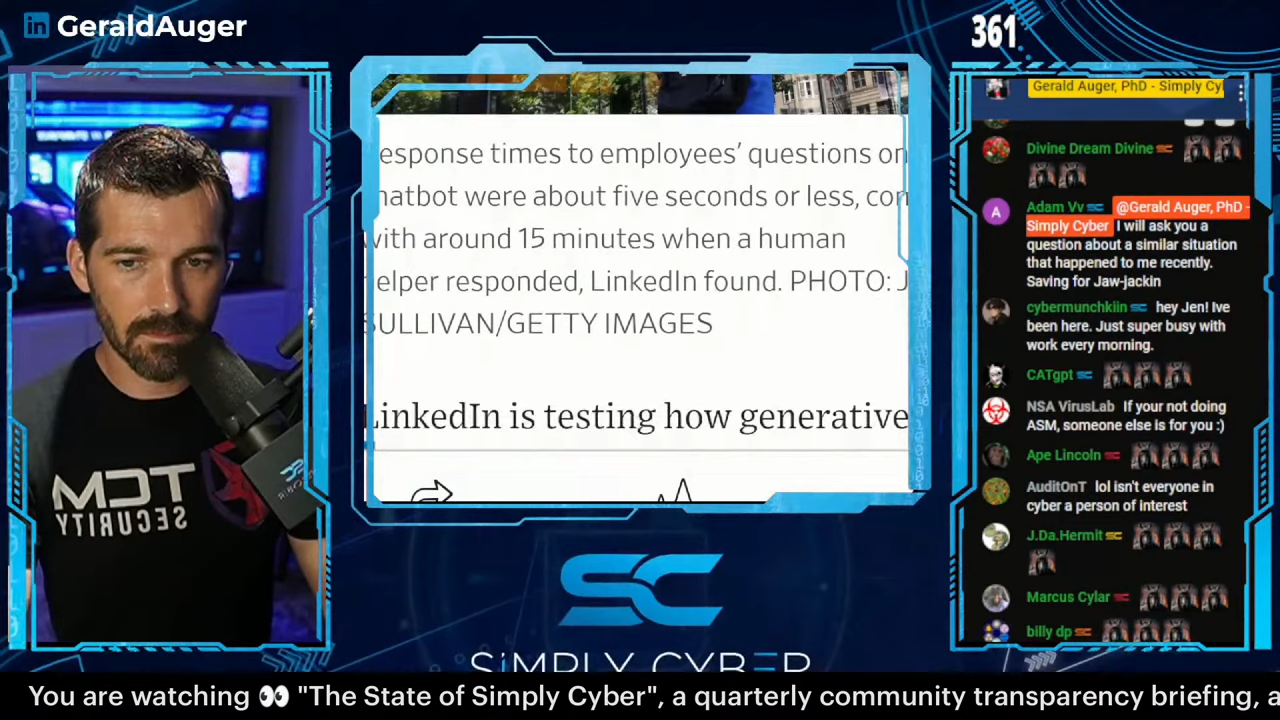 in GeraldAuger
361
esponse times to employees' questions on
hatbot were about five seconds or less, com
with around 15 minutes when a human
elper responded, LinkedIn found. PHOTO: J
SULLIVAN/GETTY IMAGES
LinkedIn is testing how generative
TCM
SECURITY
Gerald Auger, PhD - Simply Cy
Divine Dream Divine
Adam Vv @Gerald Auger, PhD -
Simply Cyber I will ask you a
question about a similar situation
that happened to me recently.
Saving for Jaw-jackin
cybermunchkiin hey Jen! Ive
been here. Just super busy with
work every morning.
CATgpt
NSA VirusLab If your not doing
ASM, someone else is for you :)
Ape Lincoln
AuditOnT lol isn't everyone in
cyber a person of interest
J.Da.Hermit
Marcus Cylar
billy dp
A
SC
SIMPLY CYBER
You are watching 👀 "The State of Simply Cyber", a quarterly community transparency briefing, a